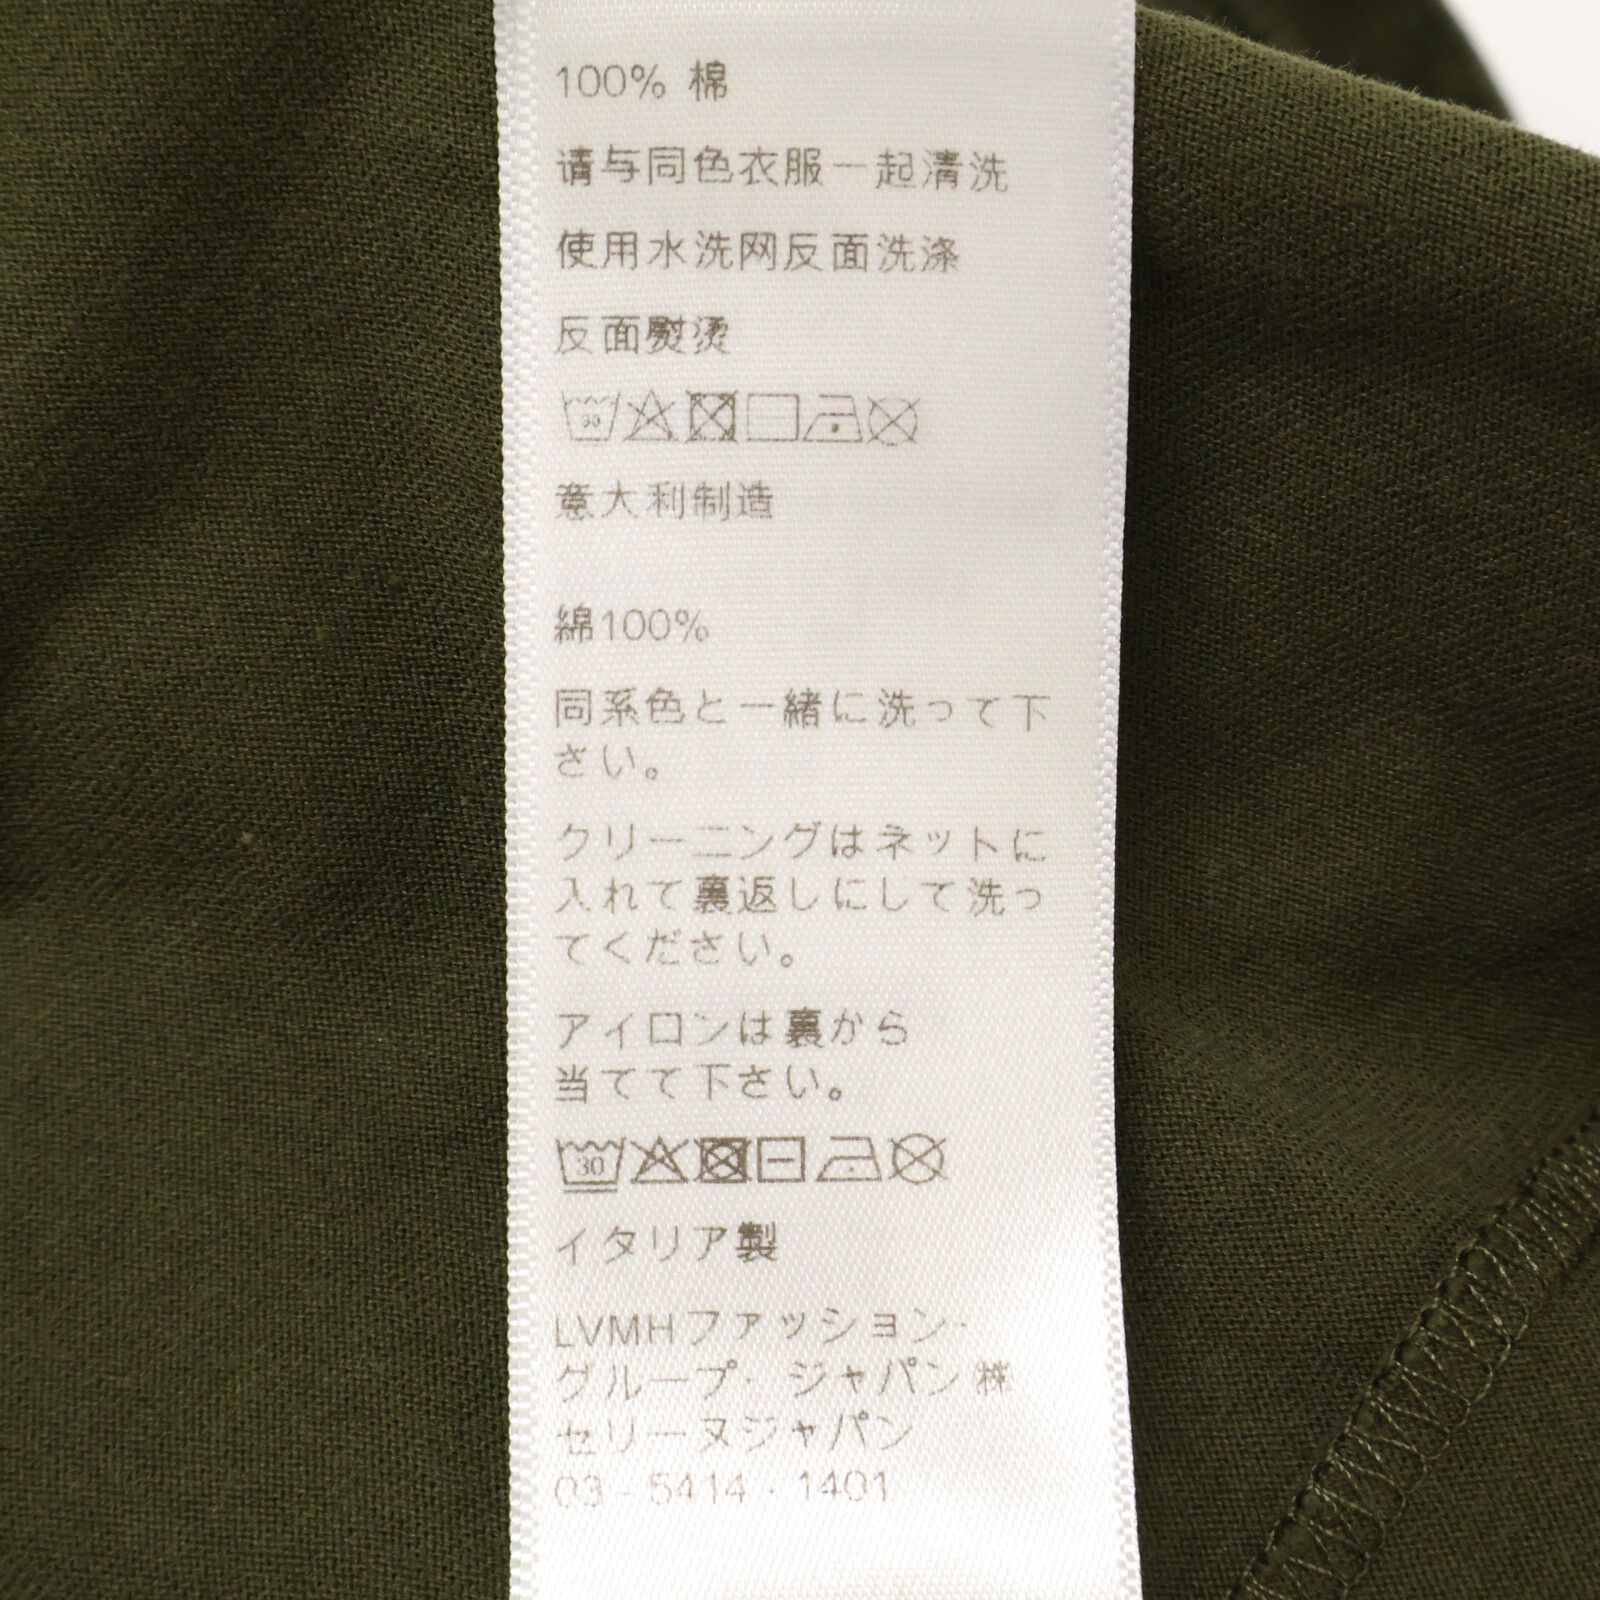 100% 棉
请与同色衣服一起清洗
使用水洗网反面洗涤
反面熨烫
30
意大利制造
綿100%
同系色と一緒に洗って下
さい。
クリーニングはネットに
入れて裏返しにして洗っ
てください。
アイロンは裏から
当てて下さい。
30
イタリア製
LVMHファッション・
グループ・ジャパン㈱
セリーヌジャパン
03-5414-1401